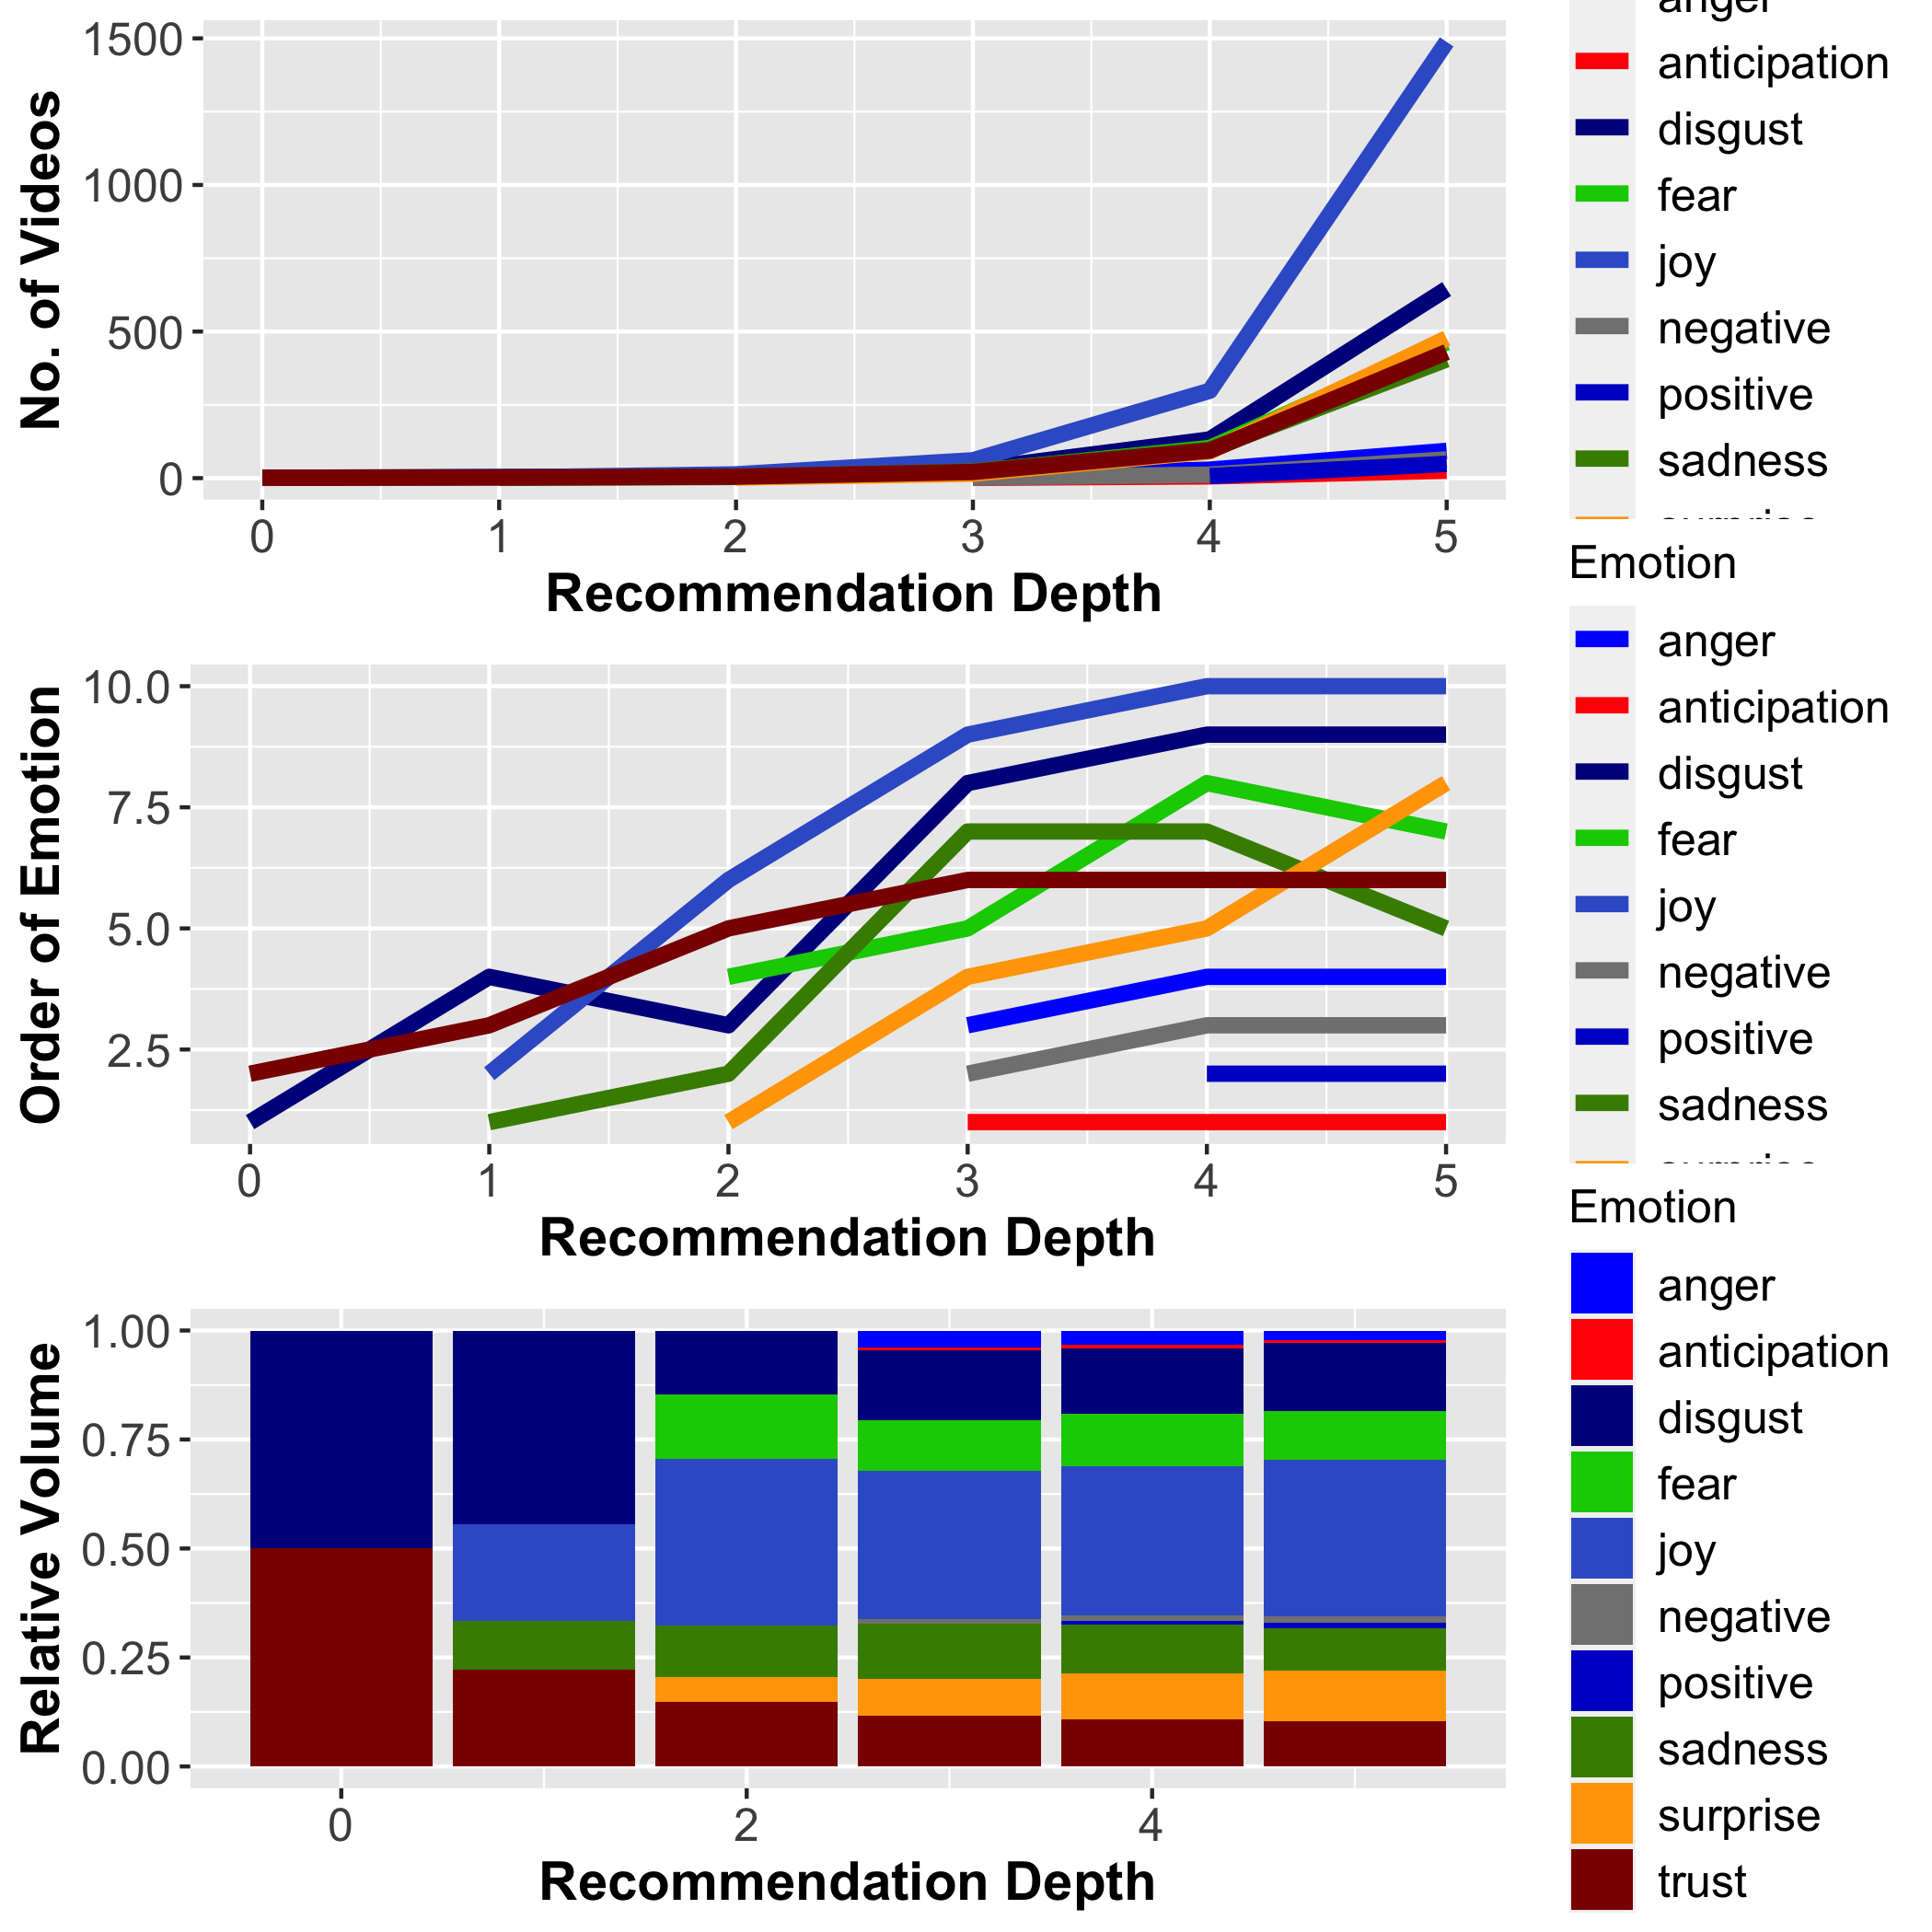 No. of Videos
1500
1000
500
0
0 1 2 3 4 5
Recommendation Depth
anger
anticipation
disgust
fear
joy
negative
positive
sadness
surprise
Order of Emotion
10.0
7.5
5.0
2.5
0 1 2 3 4 5
Recommendation Depth
Emotion
anger
anticipation
disgust
fear
joy
negative
positive
sadness
surprise
Relative Volume
1.00
0.75
0.50
0.25
0.00
0 2 4
Recommendation Depth
Emotion
anger
anticipation
disgust
fear
joy
negative
positive
sadness
surprise
trust